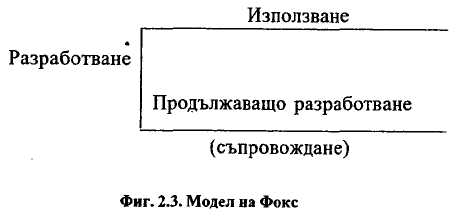 Използване
Разработване
Продължаващо разработване
(съпровождане)
Фиг. 2.3. Модел на Фокс